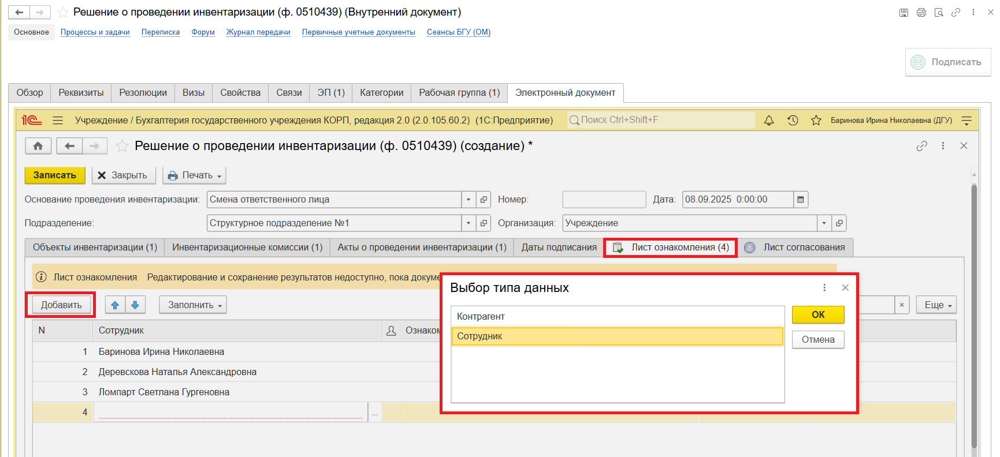 Решение о проведении инвентаризации (ф. 0510439) (Внутренний документ)
Основное Процессы и задачи Переписка Форум Журнал передачи Первичные учетные документы Сеансы БГУ (ОМ)
Подписать
Обзор Реквизиты Резолюции Визы Свойства Связи ЭП (1) Категории Рабочая группа (1) Электронный документ
1С Учреждение / Бухгалтерия государственного учреждения КОРП, редакция 2.0 (2.0.105.60.2) (1С:Предприятие) Поиск Ctrl+Shift+F Баринова Ирина Николаевна (ДГУ)
Решение о проведении инвентаризации (ф. 0510439) (создание) *
Записать Закрыть Печать
Основание проведения инвентаризации: Смена ответственного лица Номер: Дата: 08.09.2025 0:00:00
Подразделение: Структурное подразделение №1 Организация: Учреждение
Объекты инвентаризации (1) Инвентаризационные комиссии (1) Акты о проведении инвентаризации (1) Даты подписания Лист ознакомления (4) Лист согласования
Лист ознакомления Редактирование и сохранение результатов недоступно, пока докуме
Добавить Заполнить Еще
N Сотрудник Ознаком
1 Баринова Ирина Николаевна
2 Деревскова Наталья Александровна
3 Ломпарт Светлана Гургеновна
4 ...
Выбор типа данных
Контрагент
Сотрудник
ОК
Отмена